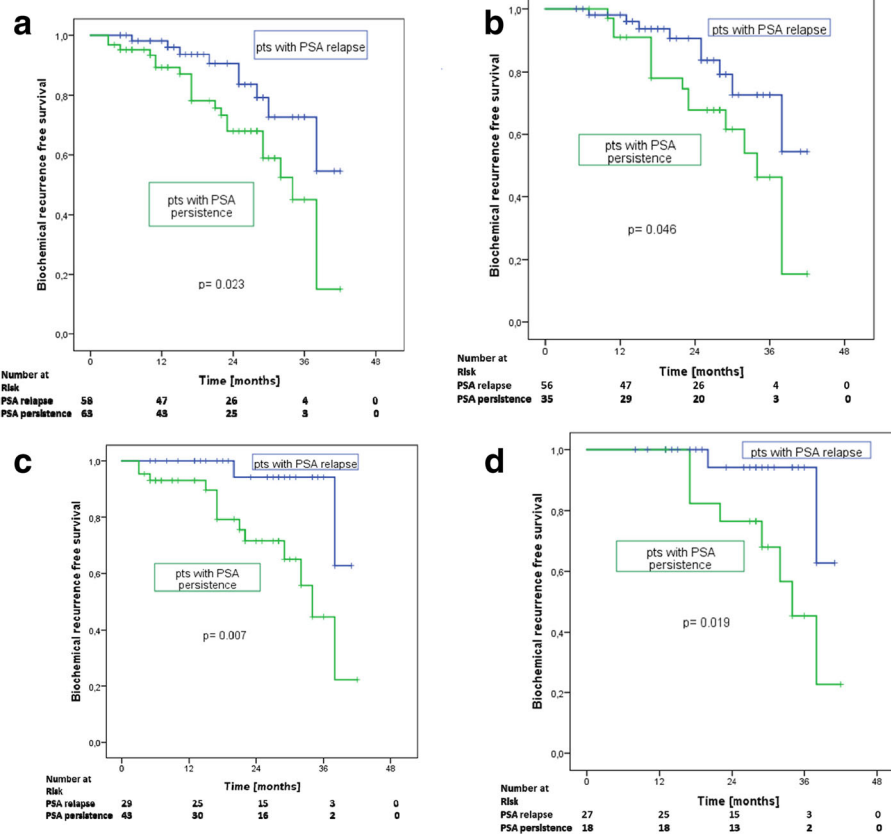 a
Biochemical recurrence free survival
1,0
0,8
0,6
0,4
0,2
0,0
pts with PSA relapse
pts with PSA
persistence
p= 0.023
0 12 24 36 48
Time [months]
Number at
Risk
PSA relapse 58 47 26 4 0
PSA persistence 63 43 25 3 0
b
Biochemical recurrence free survival
1,0
0,8
0,6
0,4
0,2
0,0
pts with PSA relapse
pts with PSA
persistence
p= 0.046
0 12 24 36 48
Number at
Risk
Time [months]
PSA relapse 56 47 26 4 0
PSA persistence 35 29 20 3 0
c
Biochemical recurrence free survival
1,0
0,8
0,6
0,4
0,2
0,0
pts with PSA relapse
pts with PSA
persistence
p= 0.007
0 12 24 36 48
Time [months]
Number at
Risk
PSA relapse 29 25 15 3 0
PSA persistence 43 30 16 2 0
d
Biochemical recurrence free survival
1,0
0,8
0,6
0,4
0,2
0,0
pts with PSA relapse
pts with PSA
persistence
p= 0.019
0 12 24 36 48
Time [months]
Number at
Risk
PSA relapse 27 25 15 3 0
PSA persistence 18 18 13 2 0